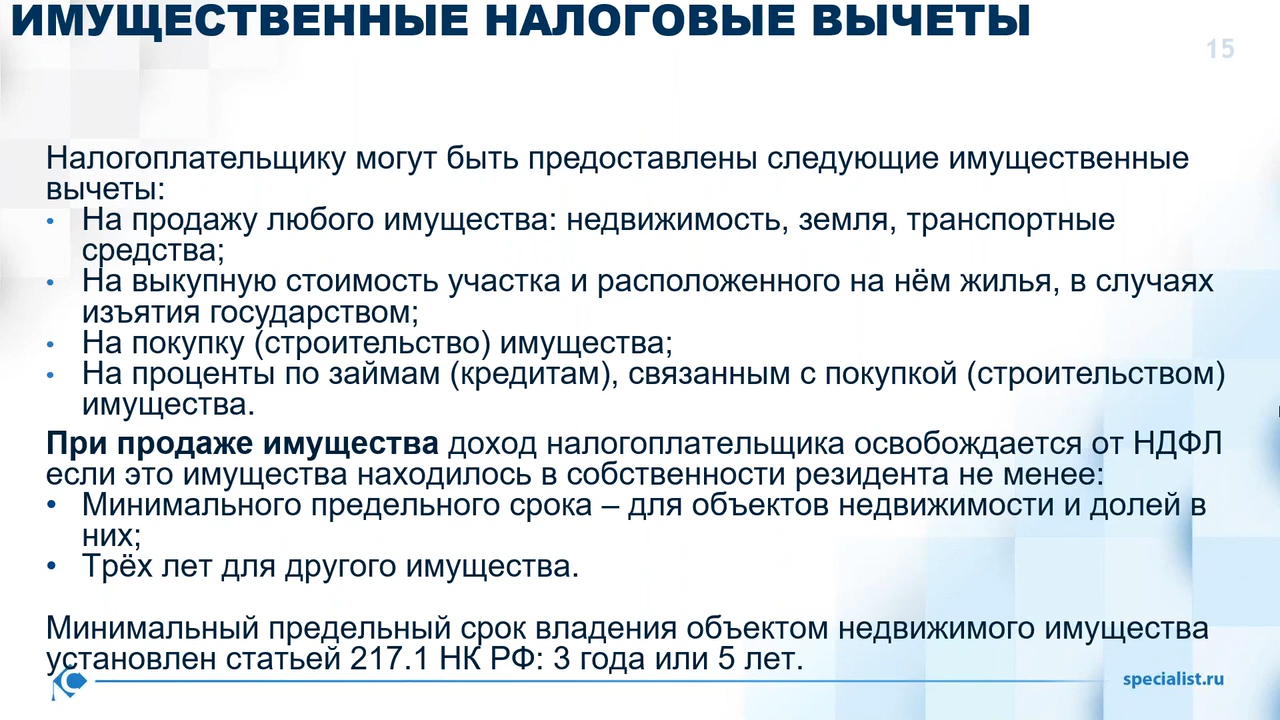 ИМУЩЕСТВЕННЫЕ НАЛОГОВЫЕ ВЫЧЕТЫ
15
Налогоплательщику могут быть предоставлены следующие имущественные
вычеты:
• На продажу любого имущества: недвижимость, земля, транспортные
средства;
• На выкупную стоимость участка и расположенного на нём жилья, в случаях
изъятия государством;
• На покупку (строительство) имущества;
• На проценты по займам (кредитам), связанным с покупкой (строительством)
имущества.
При продаже имущества доход налогоплательщика освобождается от НДФЛ
если это имущества находилось в собственности резидента не менее:
• Минимального предельного срока – для объектов недвижимости и долей в
них;
• Трёх лет для другого имущества.
Минимальный предельный срок владения объектом недвижимого имущества
установлен статьей 217.1 НК РФ: 3 года или 5 лет.
specialist.ru